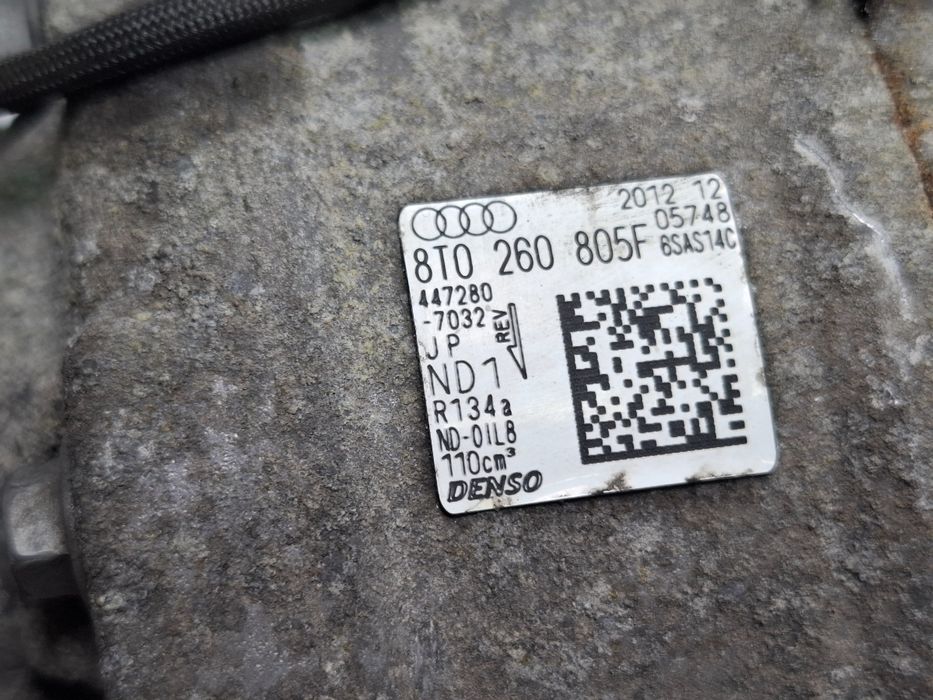 2012 12
05748
8T0 260 805F 6SAS14C
447280
-7032
REV
JP
ND1
R134a
ND-OIL8
110cm³
DENSO